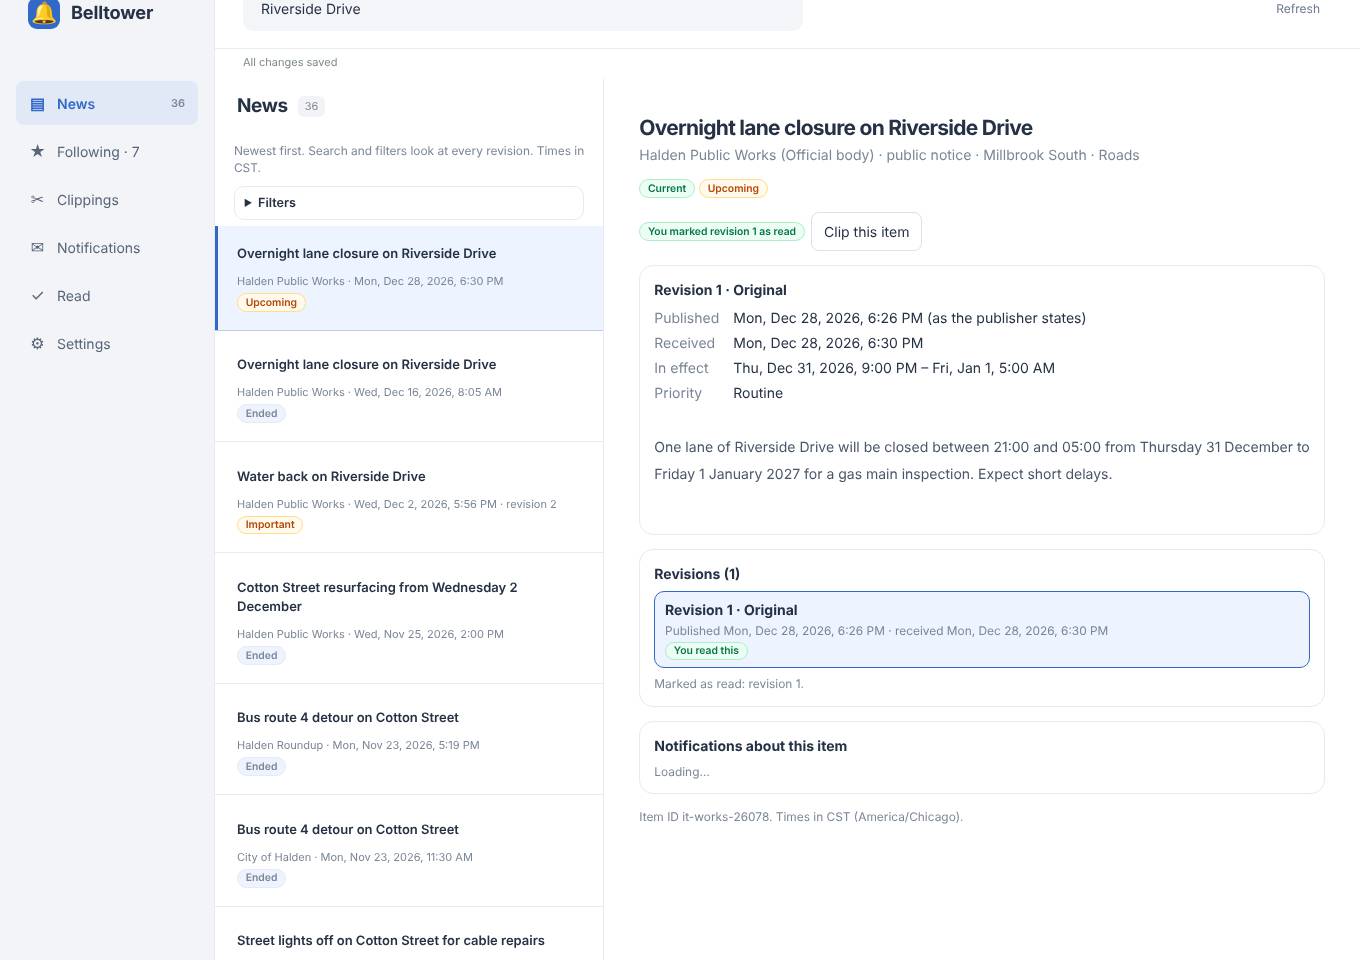 Belltower
Riverside Drive
Refresh
All changes saved
News 36
Following · 7
Clippings
Notifications
Read
Settings
News 36
Newest first. Search and filters look at every revision. Times in
CST.
Filters
Overnight lane closure on Riverside Drive
Halden Public Works · Mon, Dec 28, 2026, 6:30 PM
Upcoming
Overnight lane closure on Riverside Drive
Halden Public Works · Wed, Dec 16, 2026, 8:05 AM
Ended
Water back on Riverside Drive
Halden Public Works · Wed, Dec 2, 2026, 5:56 PM · revision 2
Important
Cotton Street resurfacing from Wednesday 2
December
Halden Public Works · Wed, Nov 25, 2026, 2:00 PM
Ended
Bus route 4 detour on Cotton Street
Halden Roundup · Mon, Nov 23, 2026, 5:19 PM
Ended
Bus route 4 detour on Cotton Street
City of Halden · Mon, Nov 23, 2026, 11:30 AM
Ended
Street lights off on Cotton Street for cable repairs
Overnight lane closure on Riverside Drive
Halden Public Works (Official body) · public notice · Millbrook South · Roads
Current Upcoming
You marked revision 1 as read Clip this item
Revision 1 · Original
Published Mon, Dec 28, 2026, 6:26 PM (as the publisher states)
Received Mon, Dec 28, 2026, 6:30 PM
In effect Thu, Dec 31, 2026, 9:00 PM – Fri, Jan 1, 5:00 AM
Priority Routine
One lane of Riverside Drive will be closed between 21:00 and 05:00 from Thursday 31 December to
Friday 1 January 2027 for a gas main inspection. Expect short delays.
Revisions (1)
Revision 1 · Original
Published Mon, Dec 28, 2026, 6:26 PM · received Mon, Dec 28, 2026, 6:30 PM
You read this
Marked as read: revision 1.
Notifications about this item
Loading...
Item ID it-works-26078. Times in CST (America/Chicago).